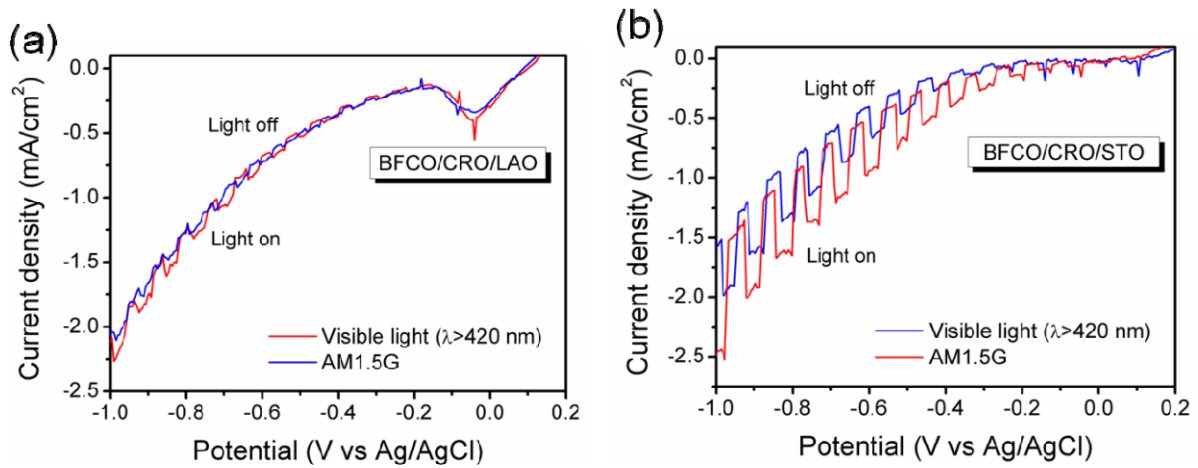 (a)
0.0
-0.5
-1.0
-1.5
-2.0
-2.5
Current density (mA/cm²)
Light off
BFCO/CRO/LAO
Light on
Visible light (λ>420 nm)
AM1.5G
-1.0 -0.8 -0.6 -0.4 -0.2 0.0 0.2
Potential (V vs Ag/AgCl)
(b)
0.0
-0.5
-1.0
-1.5
-2.0
-2.5
Current density (mA/cm²)
Light off
BFCO/CRO/STO
Light on
Visible light (λ>420 nm)
AM1.5G
-1.0 -0.8 -0.6 -0.4 -0.2 0.0 0.2
Potential (V vs Ag/AgCl)